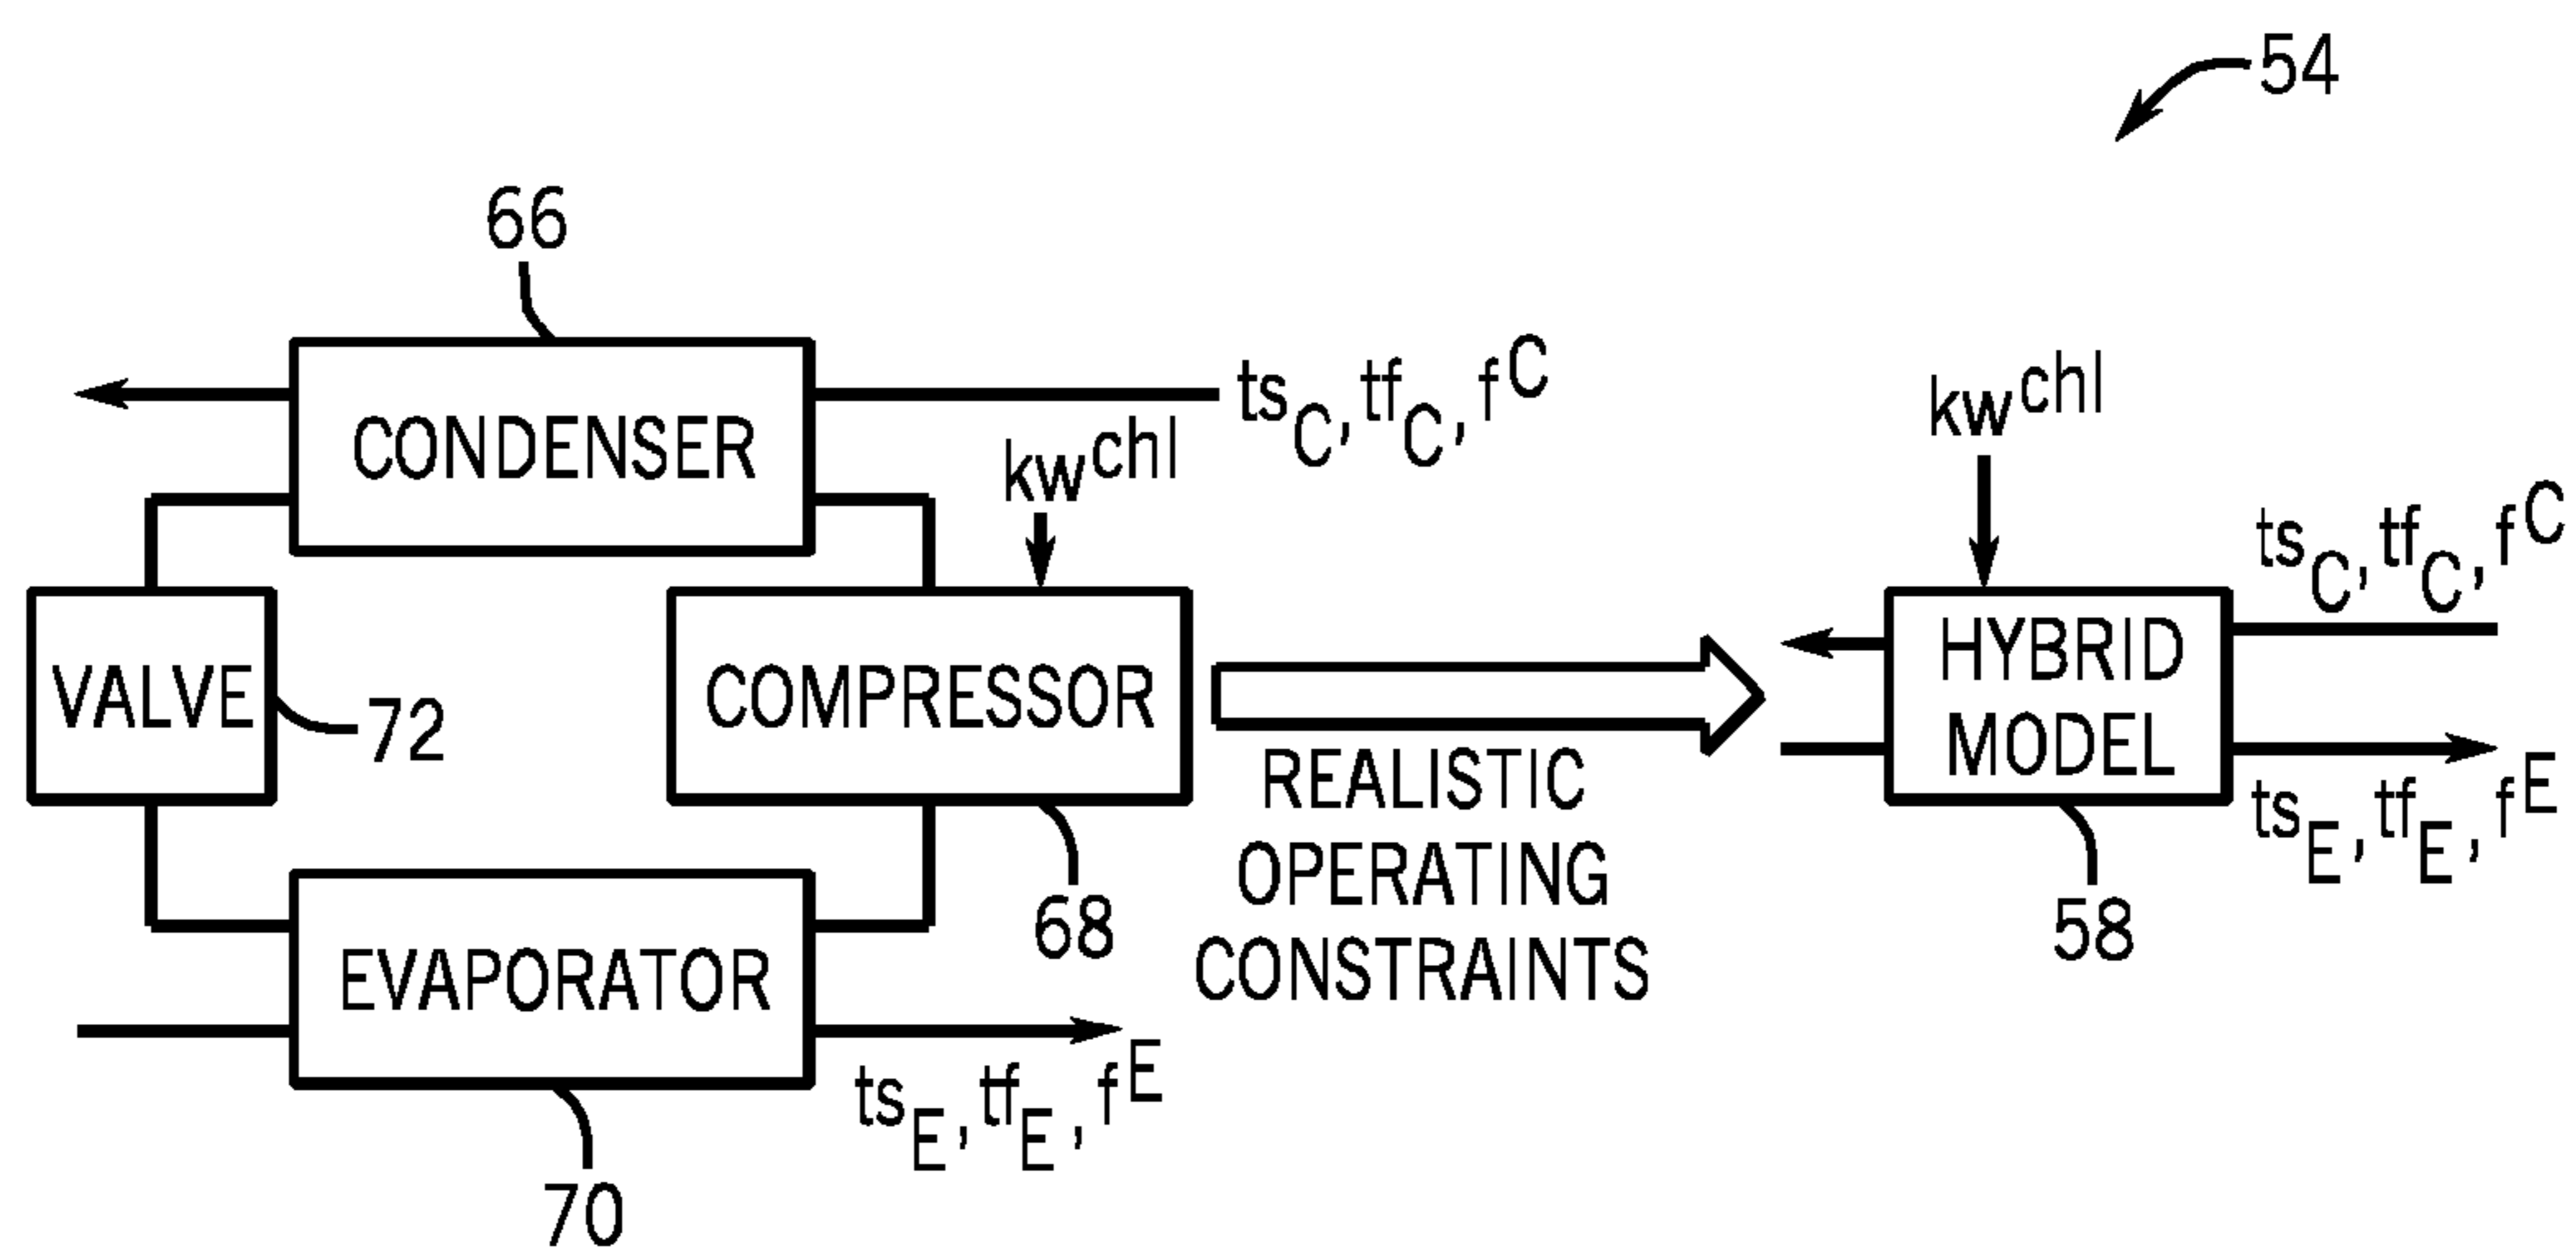 54
66
CONDENSER
ts_C, tf_C, f^C
kw^chl
kw^chl
VALVE
72
COMPRESSOR
68
REALISTIC
OPERATING
CONSTRAINTS
HYBRID
MODEL
ts_C, tf_C, f^C
ts_E, tf_E, f^E
58
EVAPORATOR
ts_E, tf_E, f^E
70